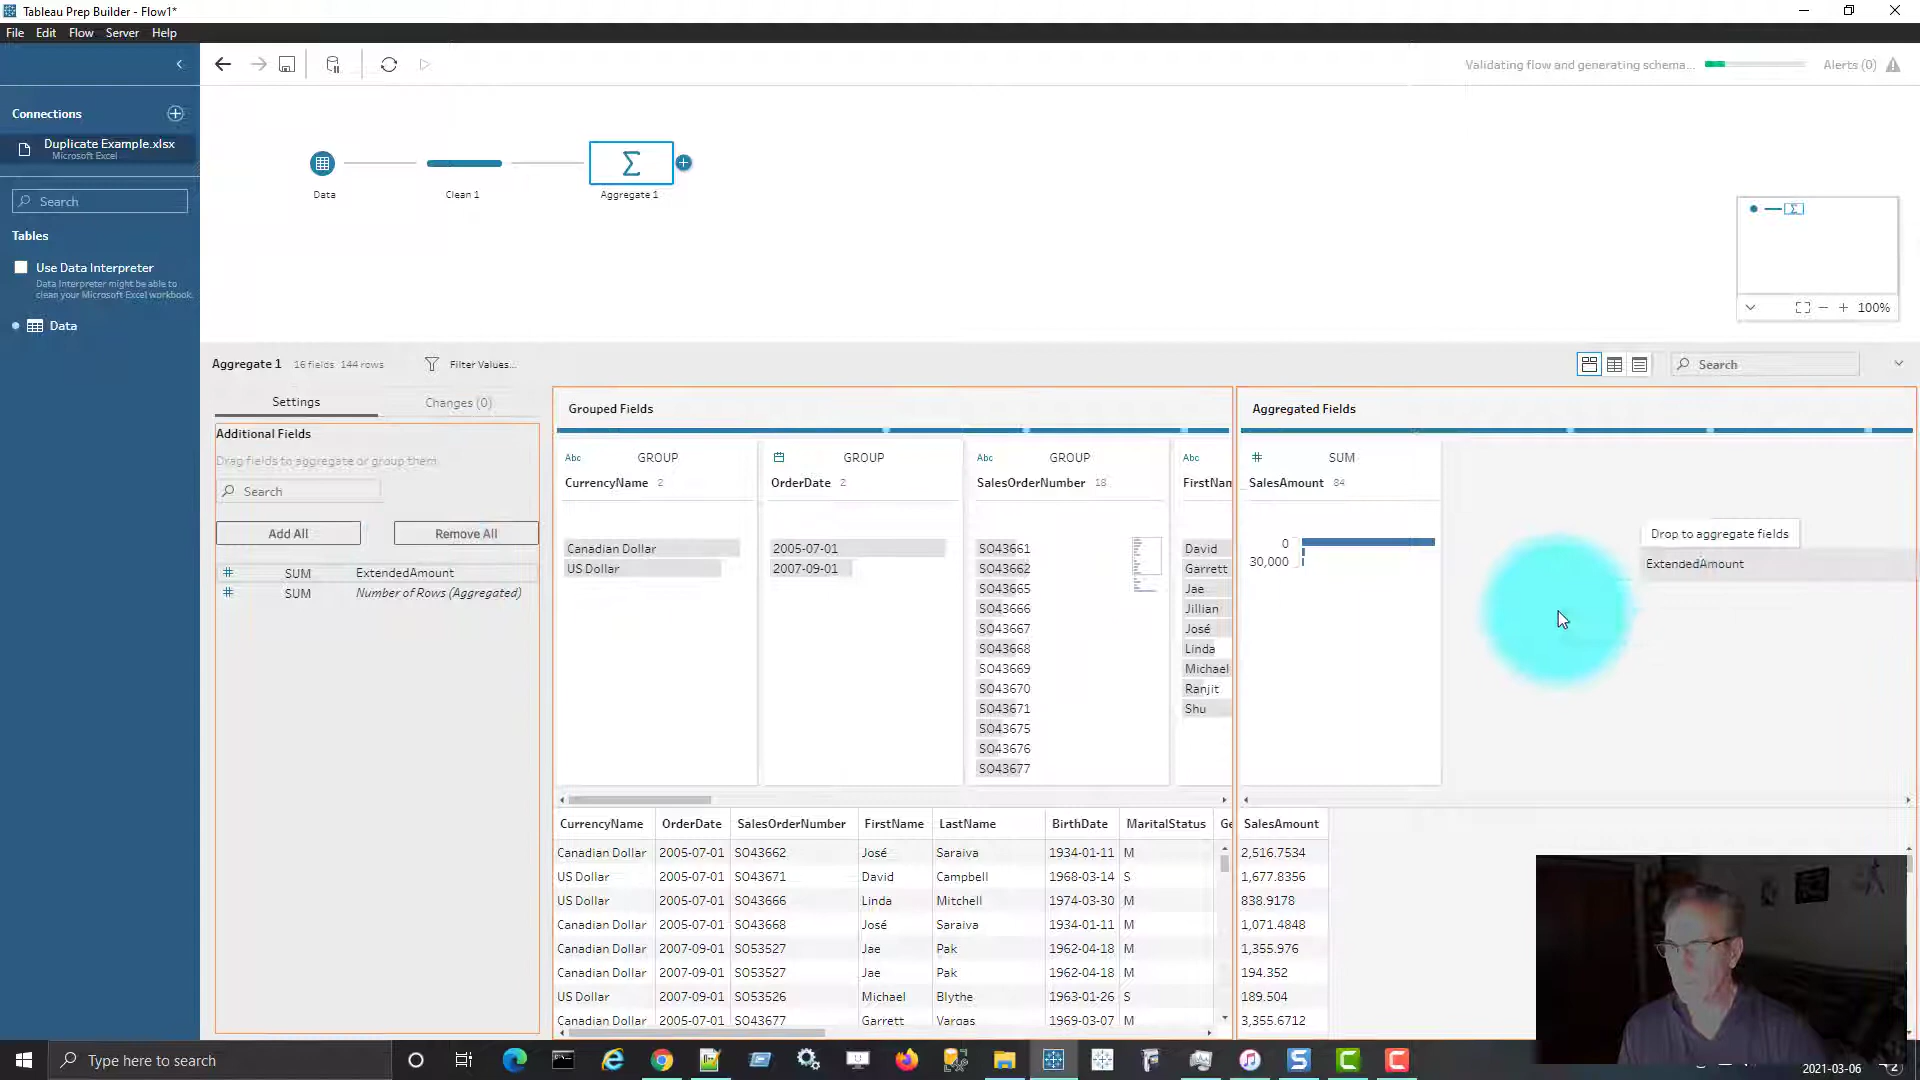 Tableau Prep Builder - Flow1*
File Edit Flow Server Help
Validating flow and generating schema...
Alerts (0)
Connections
Duplicate Example.xlsx
Microsoft Excel
Search
Tables
Use Data Interpreter
Data Interpreter might be able to
clean your Microsoft Excel workbook.
Data
Data
Clean 1
Aggregate 1
100%
Aggregate 1 16 fields 144 rows Filter Values...
Search
Settings
Changes (0)
Additional Fields
Drag fields to aggregate or group them.
Search
Add All
Remove All
SUM ExtendedAmount
SUM Number of Rows (Aggregated)
Grouped Fields
Abc GROUP
CurrencyName 2
Canadian Dollar
US Dollar
GROUP
OrderDate 2
2005-07-01
2007-09-01
Abc GROUP
SalesOrderNumber 18
SO43661
SO43662
SO43665
SO43666
SO43667
SO43668
SO43669
SO43670
SO43671
SO43675
SO43676
SO43677
Abc
FirstNam
David
Garrett
Jae
Jillian
José
Linda
Michael
Ranjit
Shu
Aggregated Fields
# SUM
SalesAmount 84
0
30,000
Drop to aggregate fields
ExtendedAmount
CurrencyName OrderDate SalesOrderNumber FirstName LastName BirthDate MaritalStatus Ge SalesAmount
Canadian Dollar 2005-07-01 SO43662 José Saraiva 1934-01-11 M 2,516.7534
US Dollar 2005-07-01 SO43671 David Campbell 1968-03-14 S 1,677.8356
US Dollar 2005-07-01 SO43666 Linda Mitchell 1974-03-30 M 838.9178
Canadian Dollar 2005-07-01 SO43668 José Saraiva 1934-01-11 M 1,071.4848
Canadian Dollar 2007-09-01 SO53527 Jae Pak 1962-04-18 M 1,355.976
Canadian Dollar 2007-09-01 SO53527 Jae Pak 1962-04-18 M 194.352
US Dollar 2007-09-01 SO53526 Michael Blythe 1963-01-26 S 189.504
Canadian Dollar 2005-07-01 SO43677 Garrett Vargas 1969-03-07 M 3,355.6712
Type here to search
2021-03-06
2